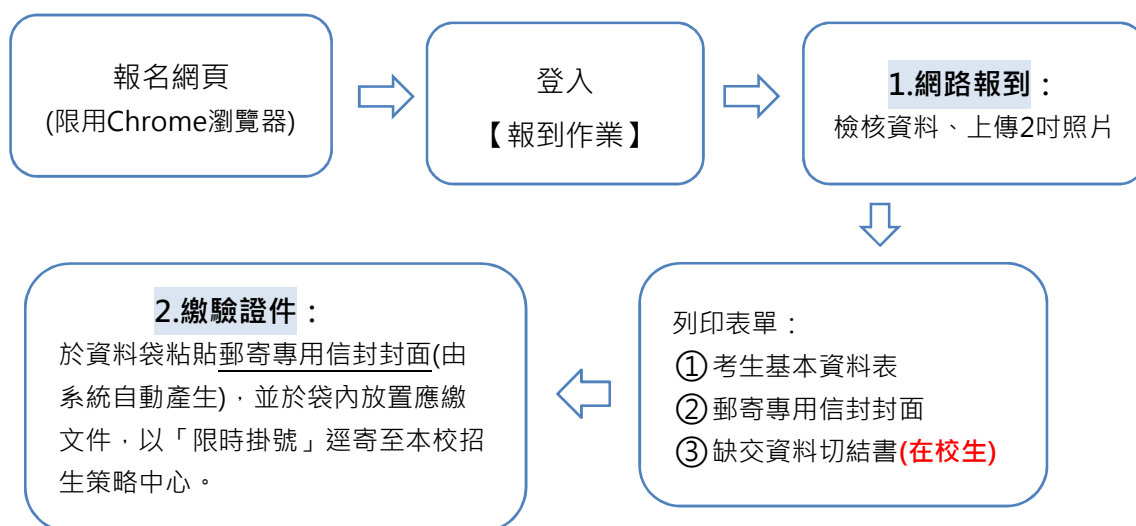 報名網頁
(限用Chrome瀏覽器)
登入
【報到作業】
1.網路報到：
檢核資料、上傳2吋照片
列印表單：
①考生基本資料表
②郵寄專用信封封面
③缺交資料切結書(在校生)
2.繳驗證件：
於資料袋粘貼郵寄專用信封封面(由
系統自動產生)，並於袋內放置應繳
文件，以「限時掛號」逕寄至本校招
生策略中心。